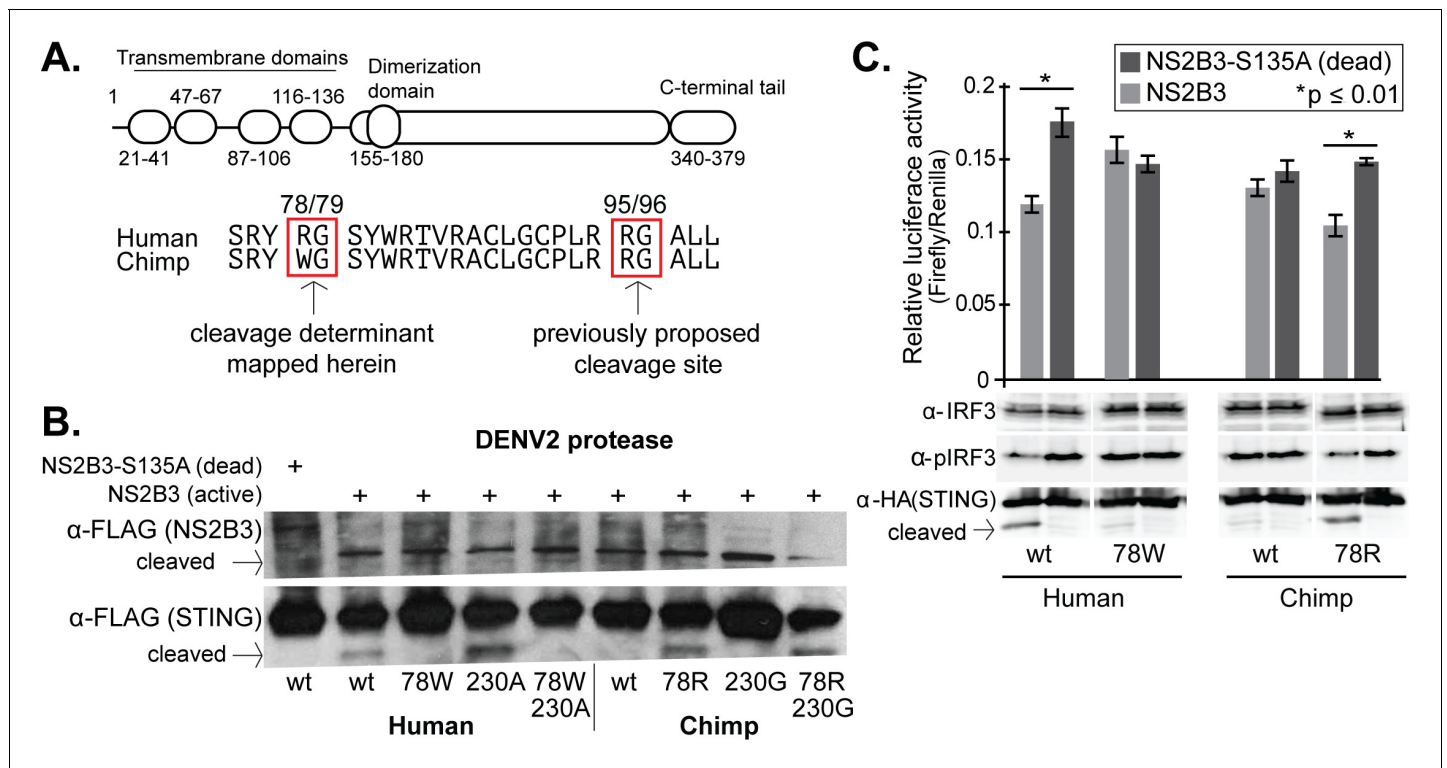 A.
Transmembrane domains
Dimerization
domain
C-terminal tail
1
47-67
116-136
21-41
87-106
155-180
340-379
78/79
95/96
Human SRY RG SYWRTVRACLGCPLR RG ALL
Chimp SRY WG SYWRTVRACLGCPLR RG ALL
cleavage determinant
mapped herein
previously proposed
cleavage site
B.
DENV2 protease
NS2B3-S135A (dead) +
NS2B3 (active) + + + + + + + +
α-FLAG (NS2B3)
cleaved
α-FLAG (STING)
cleaved
wt wt 78W 230A 78W 230A wt 78R 230G 78R 230G
Human Chimp
C.
NS2B3-S135A (dead)
NS2B3 *p ≤ 0.01
Relative luciferace activity
(Firefly/Renilla)
0.2
0.15
0.1
0.05
0
*
*
α-IRF3
α-pIRF3
α-HA(STING)
cleaved
wt 78W wt 78R
Human Chimp